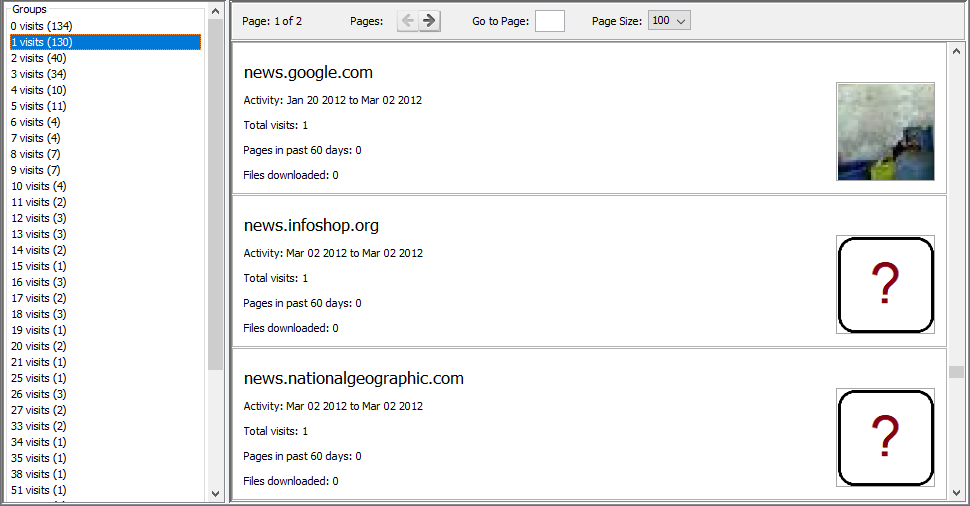 Groups
0 visits (134)
1 visits (130)
2 visits (40)
3 visits (34)
4 visits (10)
5 visits (11)
6 visits (4)
7 visits (4)
8 visits (7)
9 visits (7)
10 visits (4)
11 visits (2)
12 visits (3)
13 visits (3)
14 visits (2)
15 visits (1)
16 visits (3)
17 visits (2)
18 visits (3)
19 visits (1)
20 visits (2)
21 visits (1)
25 visits (1)
26 visits (3)
27 visits (2)
33 visits (2)
34 visits (1)
35 visits (1)
38 visits (1)
51 visits (1)
Page: 1 of 2 Pages: Go to Page: Page Size: 100
news.google.com
Activity: Jan 20 2012 to Mar 02 2012
Total visits: 1
Pages in past 60 days: 0
Files downloaded: 0
news.infoshop.org
Activity: Mar 02 2012 to Mar 02 2012
Total visits: 1
Pages in past 60 days: 0
Files downloaded: 0
?
news.nationalgeographic.com
Activity: Mar 02 2012 to Mar 02 2012
Total visits: 1
Pages in past 60 days: 0
Files downloaded: 0
?